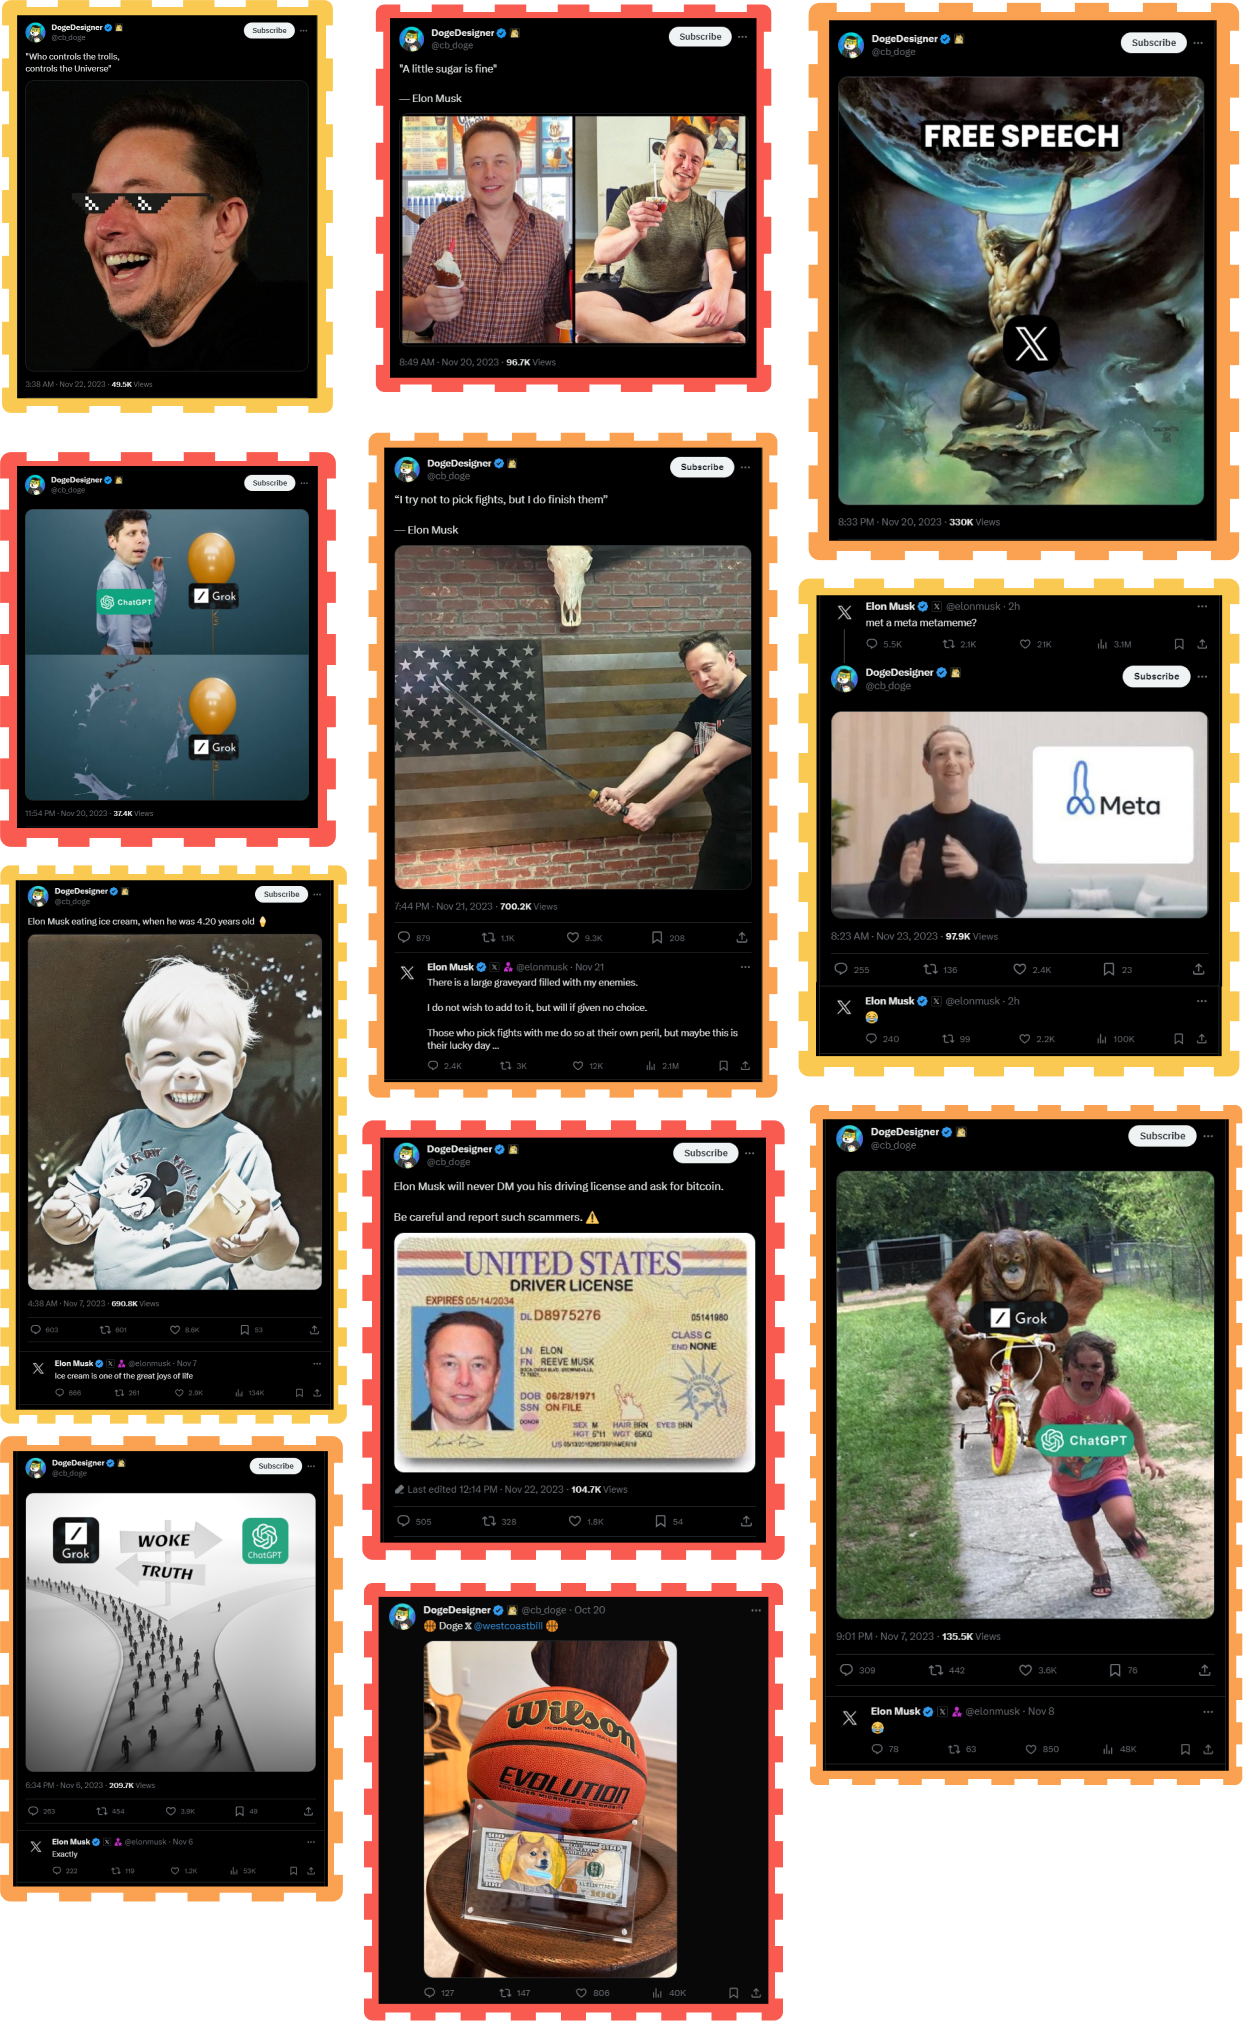 DogeDesigner
@cb_doge
Subscribe
"Who controls the trolls,
controls the Universe"
3:38 AM · Nov 22, 2023 · 49.5K Views
DogeDesigner
@cb_doge
Subscribe
"A little sugar is fine"
— Elon Musk
8:49 AM · Nov 20, 2023 · 96.7K Views
DogeDesigner
@cb_doge
Subscribe
FREE SPEECH
8:33 PM · Nov 20, 2023 · 330K Views
DogeDesigner
@cb_doge
Subscribe
ChatGPT
Grok
Grok
11:54 PM · Nov 20, 2023 · 37.4K Views
DogeDesigner
@cb_doge
Subscribe
“I try not to pick fights, but I do finish them”
— Elon Musk
7:44 PM · Nov 21, 2023 · 700.2K Views
879 1.1K 9.3K 208
Elon Musk @elonmusk · Nov 21
There is a large graveyard filled with my enemies.
I do not wish to add to it, but will if given no choice.
Those who pick fights with me do so at their own peril, but maybe this is
their lucky day ...
2.4K 3K 12K 2.1M
Elon Musk @elonmusk · 2h
met a meta metameme?
5.5K 2.1K 21K 3.1M
DogeDesigner
@cb_doge
Subscribe
Meta
8:23 AM · Nov 23, 2023 · 97.9K Views
255 136 2.4K 23
Elon Musk @elonmusk · 2h
240 99 2.2K 100K
DogeDesigner
@cb_doge
Subscribe
Elon Musk eating ice cream, when he was 4.20 years old
4:38 AM · Nov 7, 2023 · 690.8K Views
603 601 8.6K 53
Elon Musk @elonmusk · Nov 7
Ice cream is one of the great joys of life
666 261 2.9K 134K
DogeDesigner
@cb_doge
Subscribe
Elon Musk will never DM you his driving license and ask for bitcoin.
Be careful and report such scammers.
UNITED STATES
DRIVER LICENSE
EXPIRES 05/14/2034
DL D8975276
05141980
CLASS C
END NONE
LN ELON
FN REEVE MUSK
DOB 06/28/1971
SSN ON FILE
DONOR
SEX M HAIR BRN EYES BRN
HGT 5'11 WGT 65KG
Last edited 12:14 PM · Nov 22, 2023 · 104.7K Views
505 328 1.8K 54
DogeDesigner
@cb_doge
Subscribe
Grok
ChatGPT
9:01 PM · Nov 7, 2023 · 135.5K Views
309 442 3.6K 76
Elon Musk @elonmusk · Nov 8
78 63 850 48K
DogeDesigner
@cb_doge
Subscribe
Grok
WOKE
TRUTH
ChatGPT
6:34 PM · Nov 6, 2023 · 209.7K Views
263 454 3.9K 49
Elon Musk @elonmusk · Nov 6
Exactly
222 119 1.2K 53K
DogeDesigner @cb_doge · Oct 20
Doge X @westcoastbill
Wilson
INDOOR GAME BALL
EVOLUTION
100
100
100
127 147 806 40K